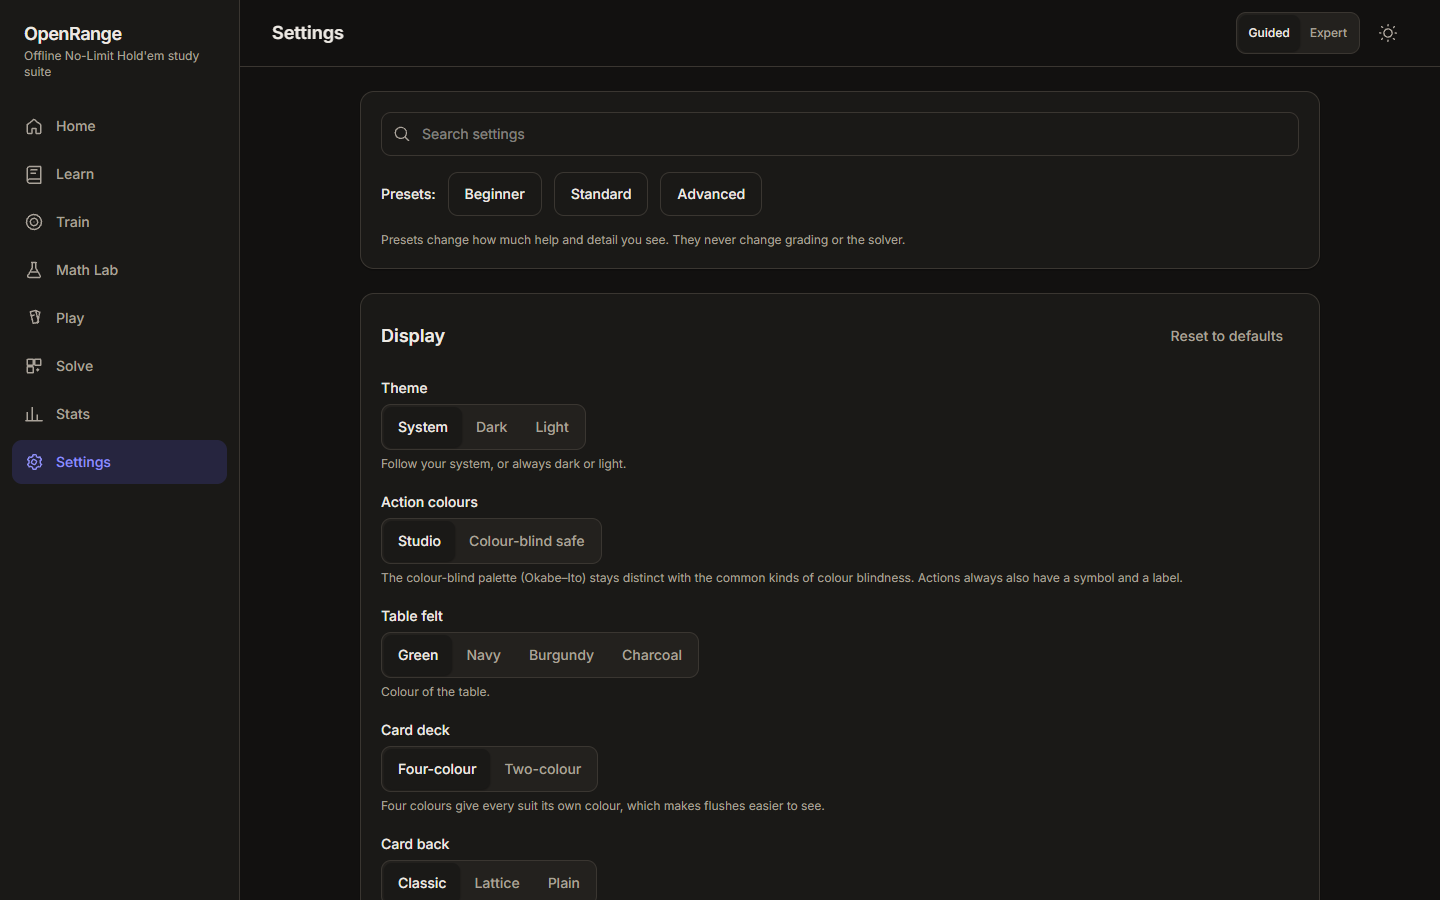 OpenRange
Offline No-Limit Hold'em study
suite
Home
Learn
Train
Math Lab
Play
Solve
Stats
Settings
Settings
Guided Expert
Search settings
Presets: Beginner Standard Advanced
Presets change how much help and detail you see. They never change grading or the solver.
Display
Reset to defaults
Theme
System Dark Light
Follow your system, or always dark or light.
Action colours
Studio Colour-blind safe
The colour-blind palette (Okabe–Ito) stays distinct with the common kinds of colour blindness. Actions always also have a symbol and a label.
Table felt
Green Navy Burgundy Charcoal
Colour of the table.
Card deck
Four-colour Two-colour
Four colours give every suit its own colour, which makes flushes easier to see.
Card back
Classic Lattice Plain